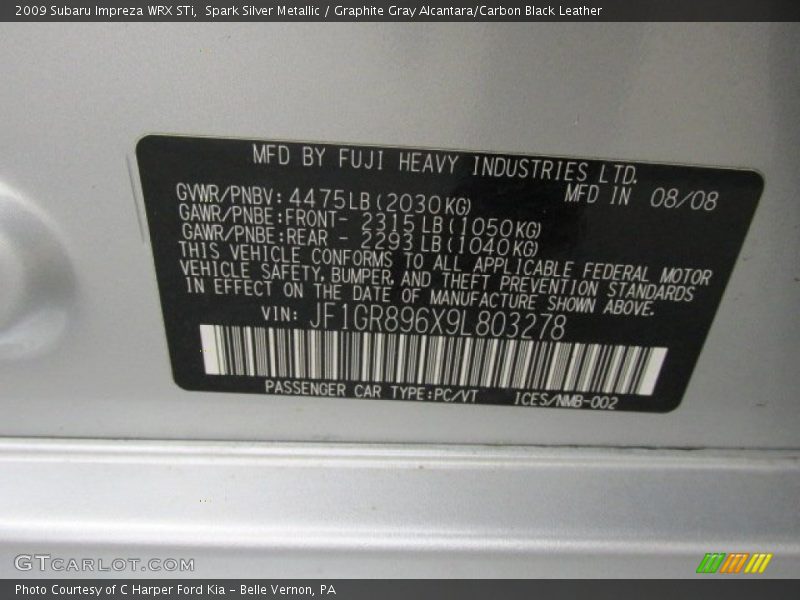 2009 Subaru Impreza WRX STi,  Spark Silver Metallic / Graphite Gray Alcantara/Carbon Black Leather
MFD BY FUJI HEAVY INDUSTRIES LTD.
MFD IN 08/08
GVWR/PNBV: 4475LB(2030KG)
GAWR/PNBE:FRONT- 2315LB(1050KG)
GAWR/PNBE:REAR - 2293LB(1040KG)
THIS VEHICLE CONFORMS TO ALL APPLICABLE FEDERAL MOTOR
VEHICLE SAFETY, BUMPER, AND THEFT PREVENTION STANDARDS
IN EFFECT ON THE DATE OF MANUFACTURE SHOWN ABOVE.
VIN: JF1GR896X9L803278
PASSENGER CAR TYPE:PC/VT ICES/NMB-002
GTCARLOT.COM
Photo Courtesy of C Harper Ford Kia - Belle Vernon, PA